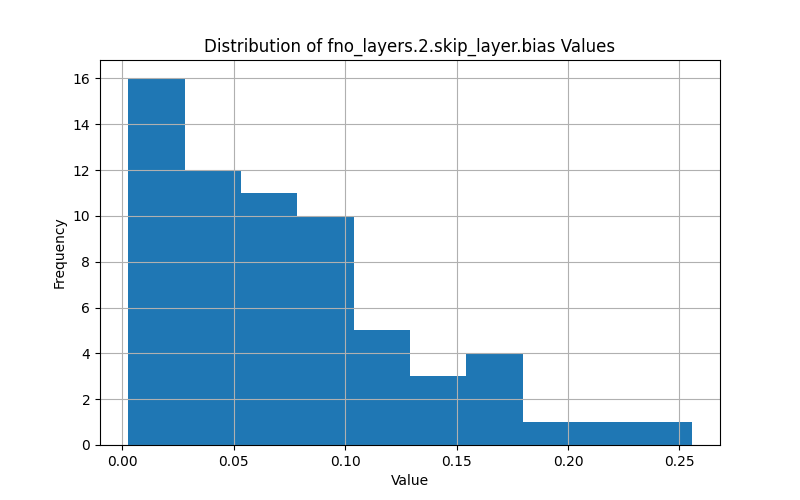 Distribution of fno_layers.2.skip_layer.bias Values
16
14
12
10
8
6
4
2
0
Frequency
0.00 0.05 0.10 0.15 0.20 0.25
Value